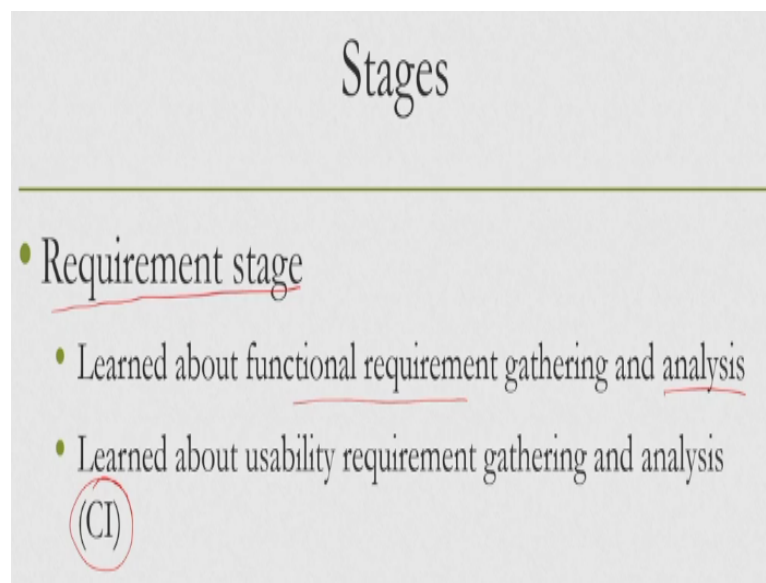 Stages
Requirement stage
Learned about functional requirement gathering and analysis
Learned about usability requirement gathering and analysis
(CI)